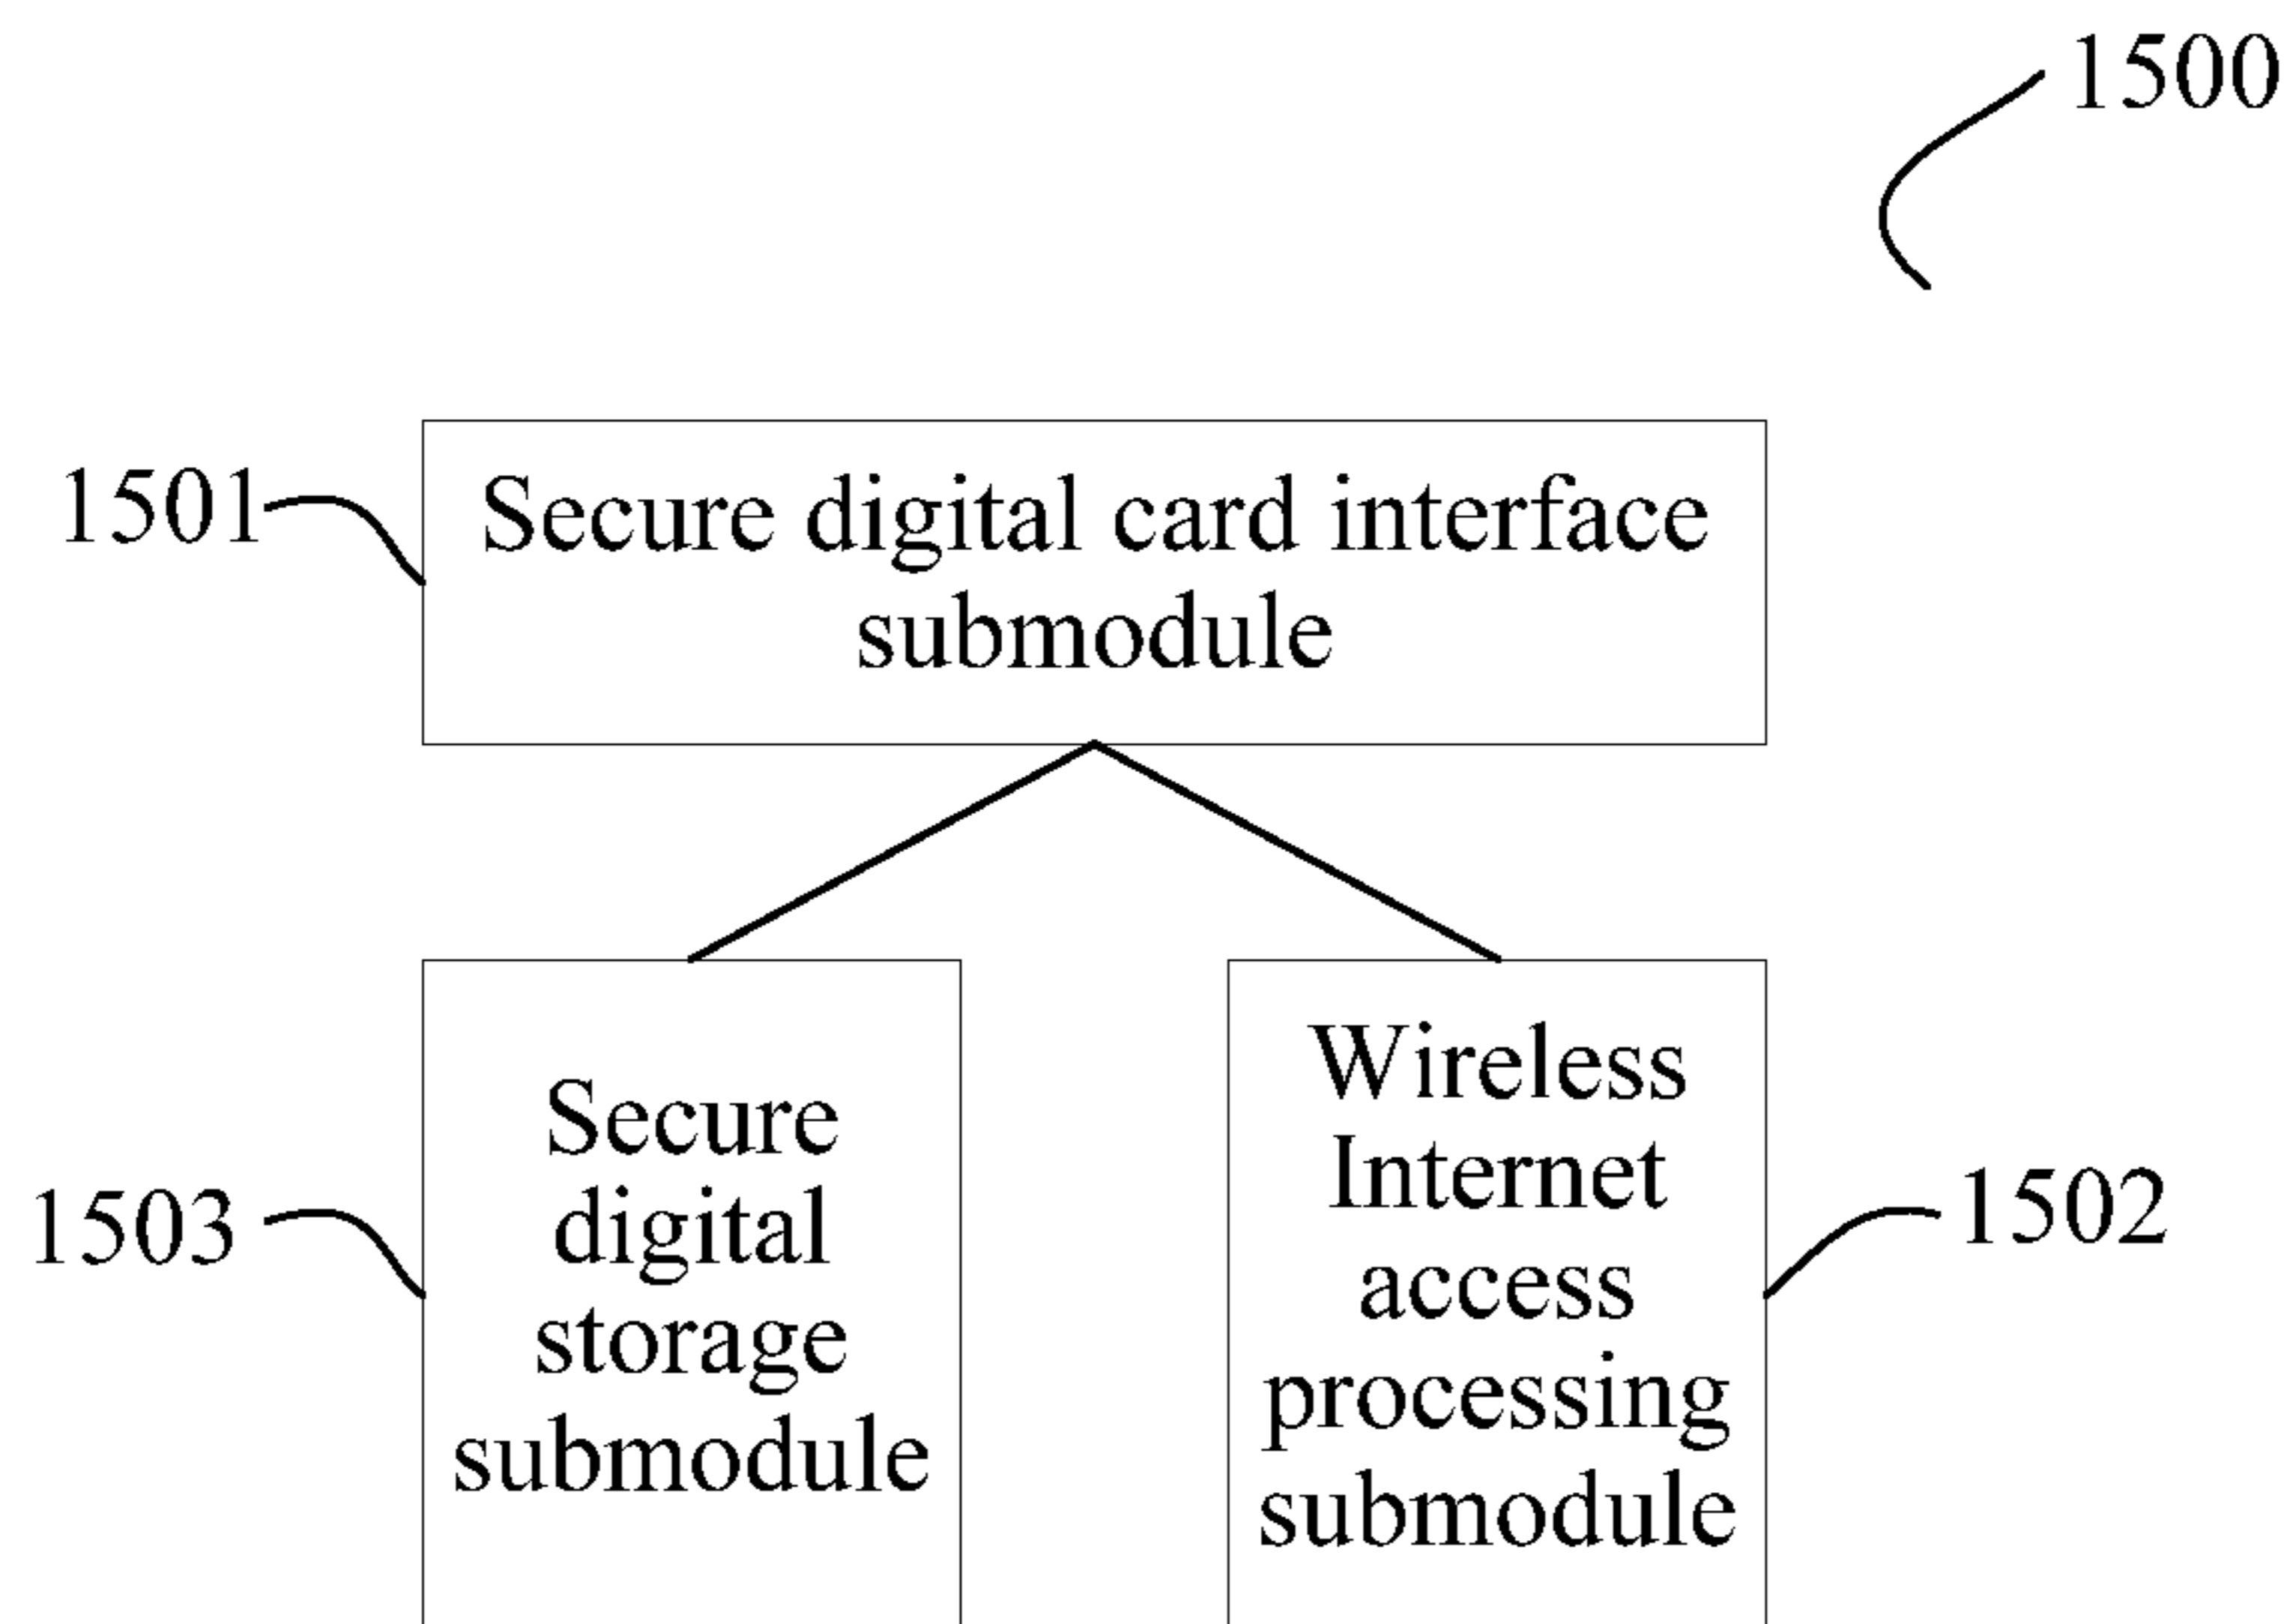 1500
1501
Secure digital card interface
submodule
1503
Secure
digital
storage
submodule
Wireless
Internet
access
processing
submodule
1502